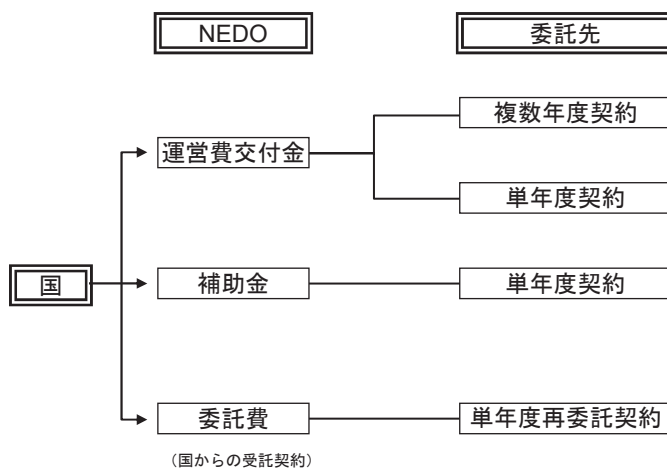 NEDO
委託先
複数年度契約
運営費交付金
単年度契約
国
補助金
単年度契約
委託費
単年度再委託契約
（国からの受託契約）